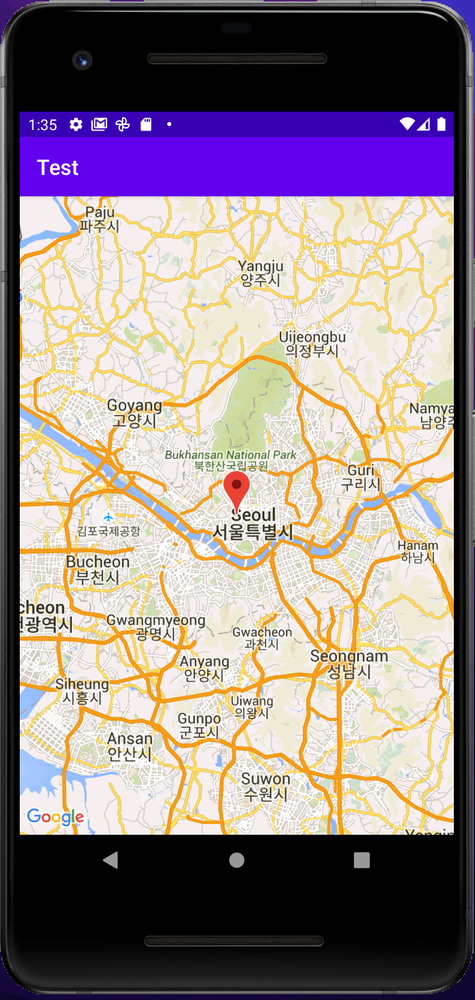 1:35
Test
Paju
파주시
Yangju
양주시
Uijeongbu
의정부시
Goyang
고양시
Namya
남양주
Bukhansan National Park
북한산국립공원
Guri
구리시
Seoul
서울특별시
김포국제공항
Hanam
하남시
Bucheon
부천시
cheon
천광역시
Gwangmyeong
광명시
Gwacheon
과천시
Seongnam
성남시
Anyang
안양시
Siheung
시흥시
Uiwang
의왕시
Gunpo
군포시
Ansan
안산시
Suwon
수원시
Google